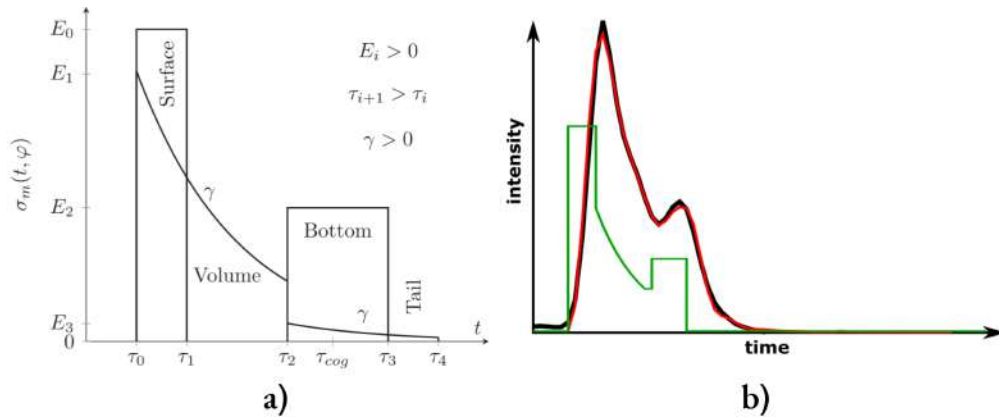 E₀
E₁
E₂
E₃
0
σₘ(t, φ)
Surface
γ
Volume
Bottom
γ
Tail
Eᵢ > 0
τᵢ₊₁ > τᵢ
γ > 0
t
τ₀ τ₁ τ₂ τ_cog τ₃ τ₄
a)
intensity
time
b)